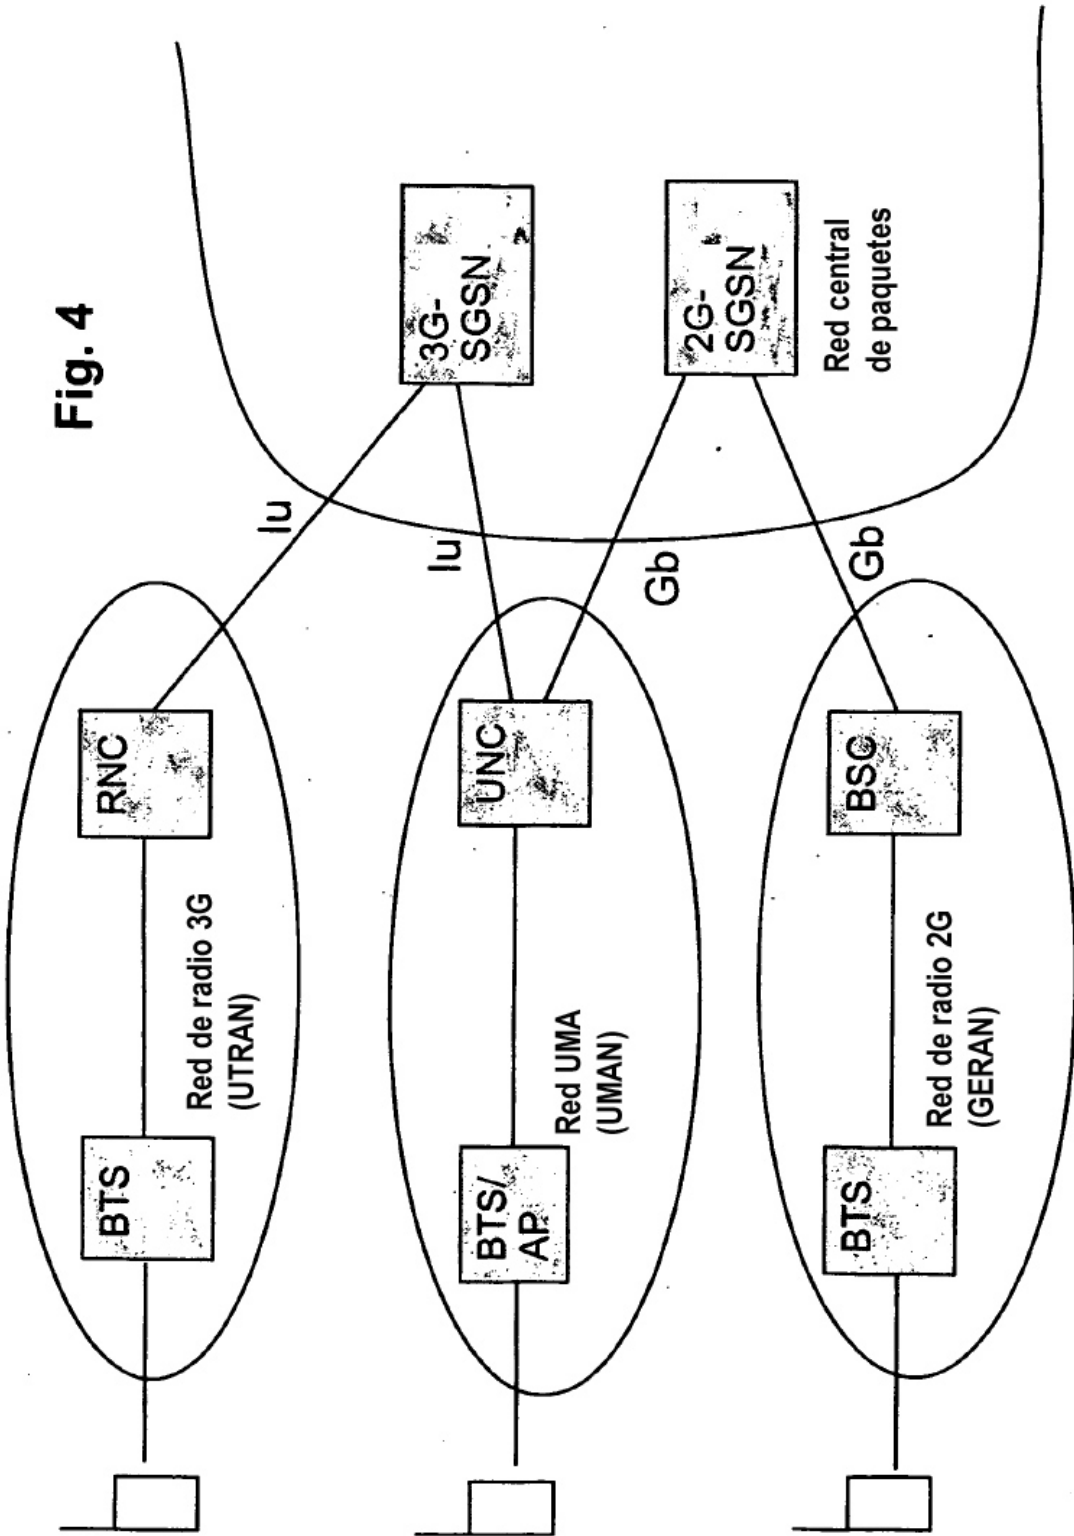 Fig. 4
BTS
Red de radio 3G
(UTRAN)
RNC
Iu
3G-
SGSN
BTS/
AP
Red UMA
(UMAN)
UNC
Iu
Gb
2G-
SGSN
Red central
de paquetes
BTS
Red de radio 2G
(GERAN)
BSC
Gb